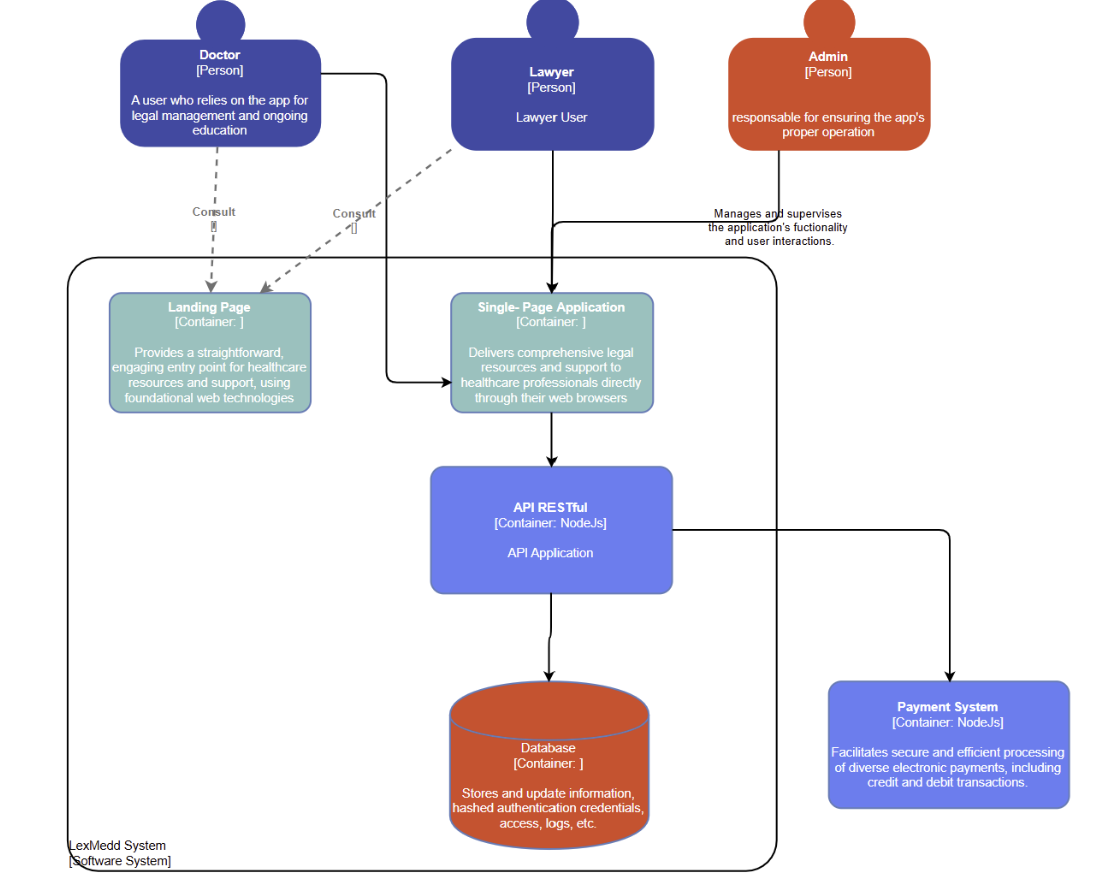 Doctor
[Person]
A user who relies on the app for
legal management and ongoing
education
Lawyer
[Person]
Lawyer User
Admin
[Person]
responsable for ensuring the app's
proper operation
Consult
[]
Consult
[]
Manages and supervises
the application's fuctionality
and user interactions.
Landing Page
[Container: ]
Provides a straightforward,
engaging entry point for healthcare
resources and support, using
foundational web technologies
Single- Page Application
[Container: ]
Delivers comprehensive legal
resources and support to
healthcare professionals directly
through their web browsers
API RESTful
[Container: NodeJs]
API Application
Payment System
[Container: NodeJs]
Facilitates secure and efficient processing
of diverse electronic payments, including
credit and debit transactions.
Database
[Container: ]
Stores and update information,
hashed authentication credentials,
access, logs, etc.
LexMedd System
[Software System]